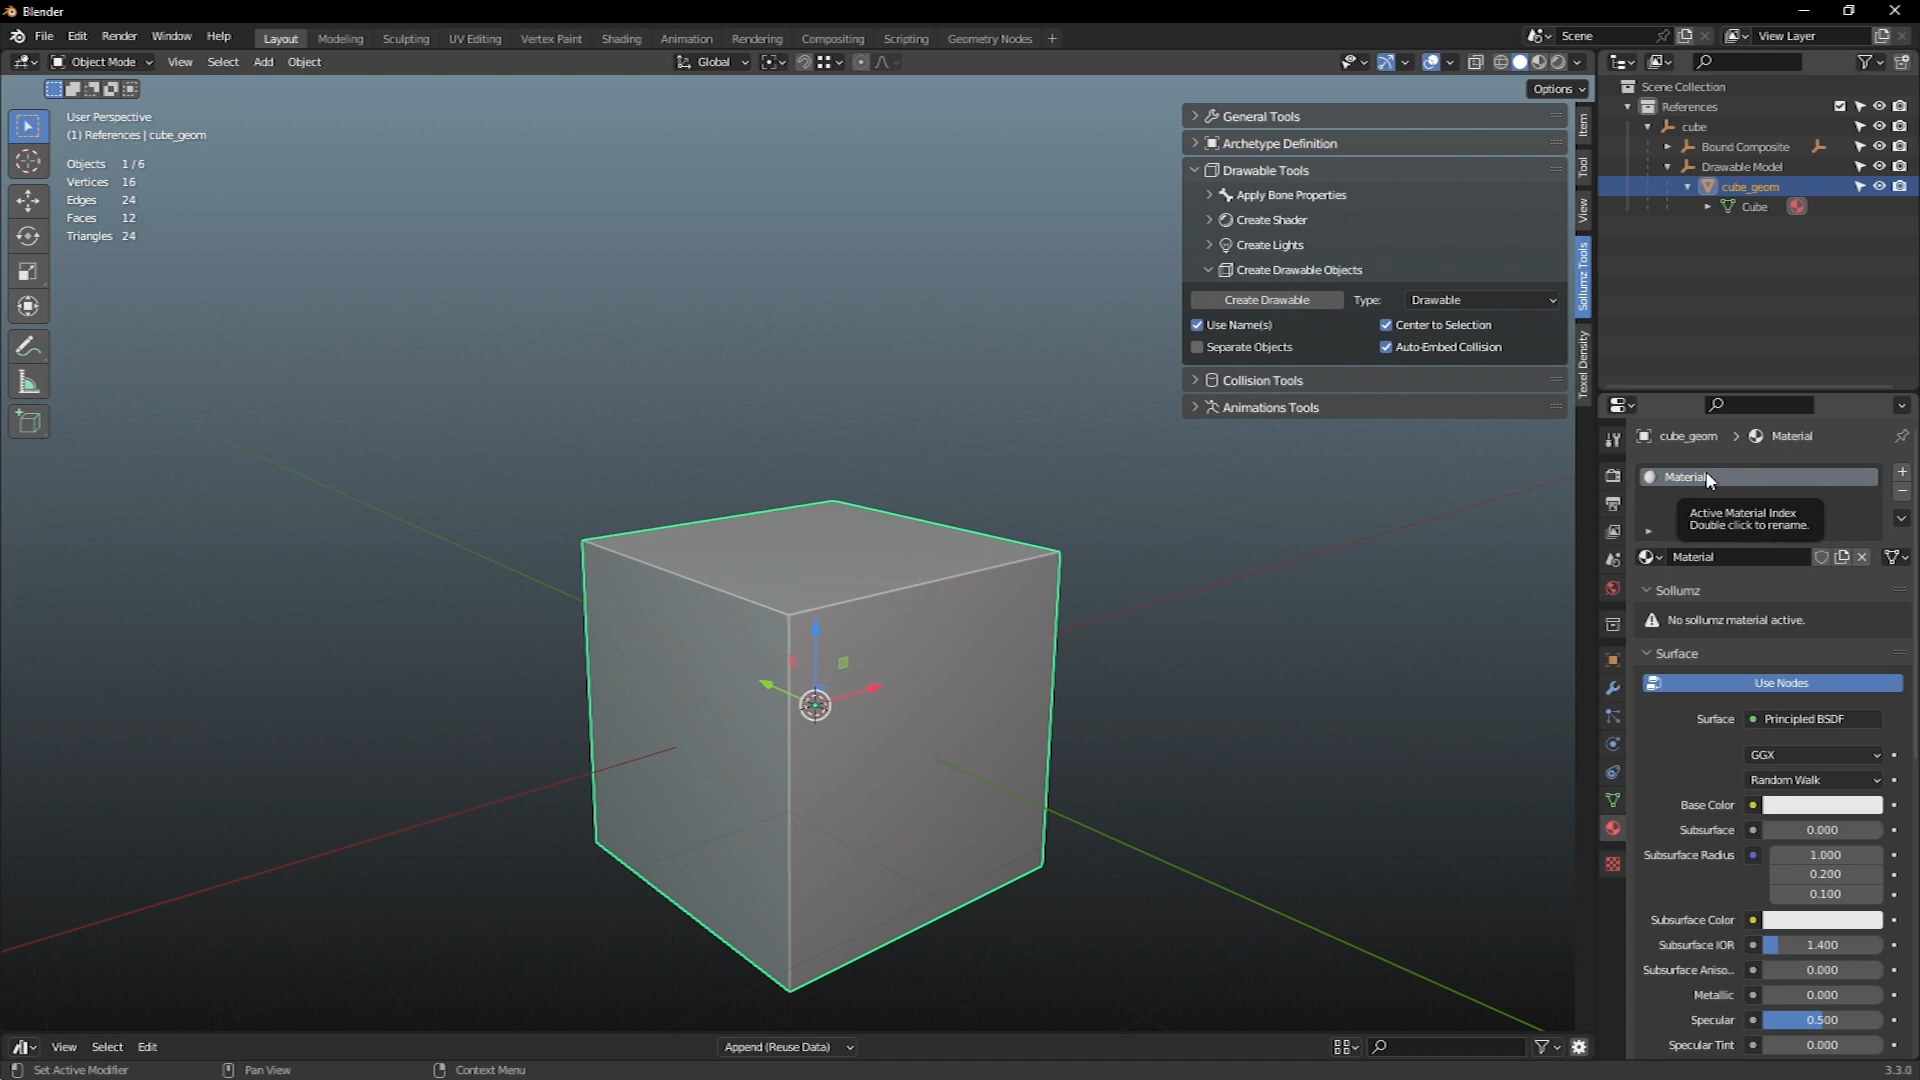 Blender
File Edit Render Window Help Layout Modeling Sculpting UV Editing Vertex Paint Shading Animation Rendering Compositing Scripting Geometry Nodes + Scene View Layer
Object Mode View Select Add Object Global
Options
User Perspective
(1) References | cube_geom
Objects 1/6
Vertices 16
Edges 24
Faces 12
Triangles 24
General Tools
Archetype Definition
Drawable Tools
Apply Bone Properties
Create Shader
Create Lights
Create Drawable Objects
Create Drawable Type: Drawable
Use Name(s) Center to Selection
Separate Objects Auto-Embed Collision
Collision Tools
Animations Tools
Item
Tool
View
Sollumz Tools
Texel Density
Scene Collection
References
cube
Bound Composite
Drawable Model
cube_geom
Cube
cube_geom > Material
Material
Active Material Index
Double click to rename.
Material
Sollumz
No sollumz material active.
Surface
Use Nodes
Surface Principled BSDF
GGX
Random Walk
Base Color
Subsurface 0.000
Subsurface Radius 1.000
0.200
0.100
Subsurface Color
Subsurface IOR 1.400
Subsurface Aniso... 0.000
Metallic 0.000
Specular 0.500
Specular Tint 0.000
View Select Edit Append (Reuse Data)
Set Active Modifier Pan View Context Menu 3.3.0